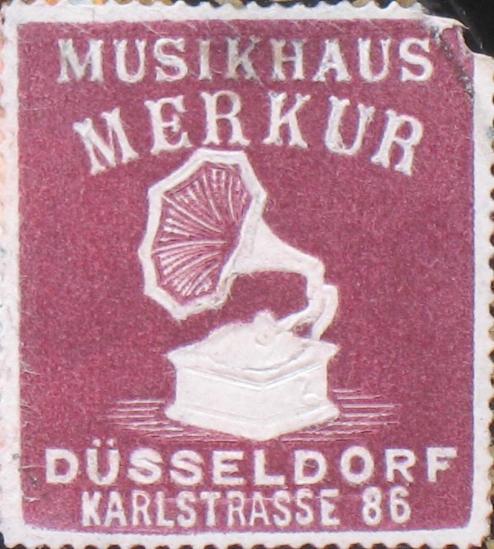 MUSIKHAUS
MERKUR
DÜSSELDORF
KARLSTRASSE 86